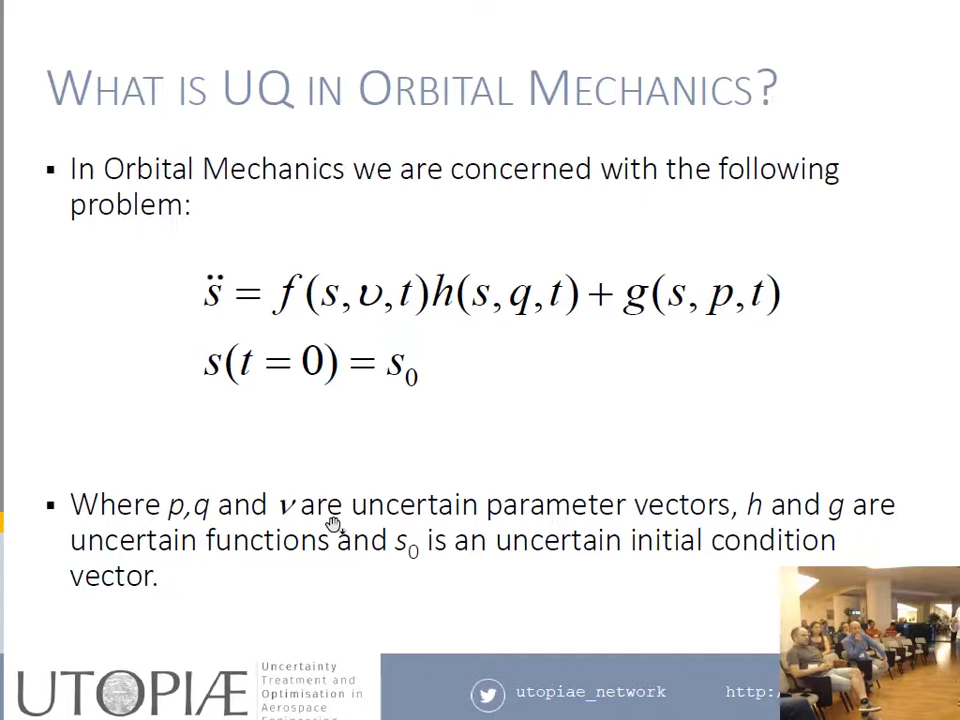 WHAT IS UQ IN ORBITAL MECHANICS?
▪ In Orbital Mechanics we are concerned with the following
problem:
s̈ = f(s,υ,t)h(s,q,t) + g(s, p,t)
s(t = 0) = s₀
▪ Where p,q and ν are uncertain parameter vectors, h and g are
uncertain functions and s₀ is an uncertain initial condition
vector.
UTOPIÆ
Uncertainty
Treatment and
Optimisation in
Aerospace
utopiae_network http: